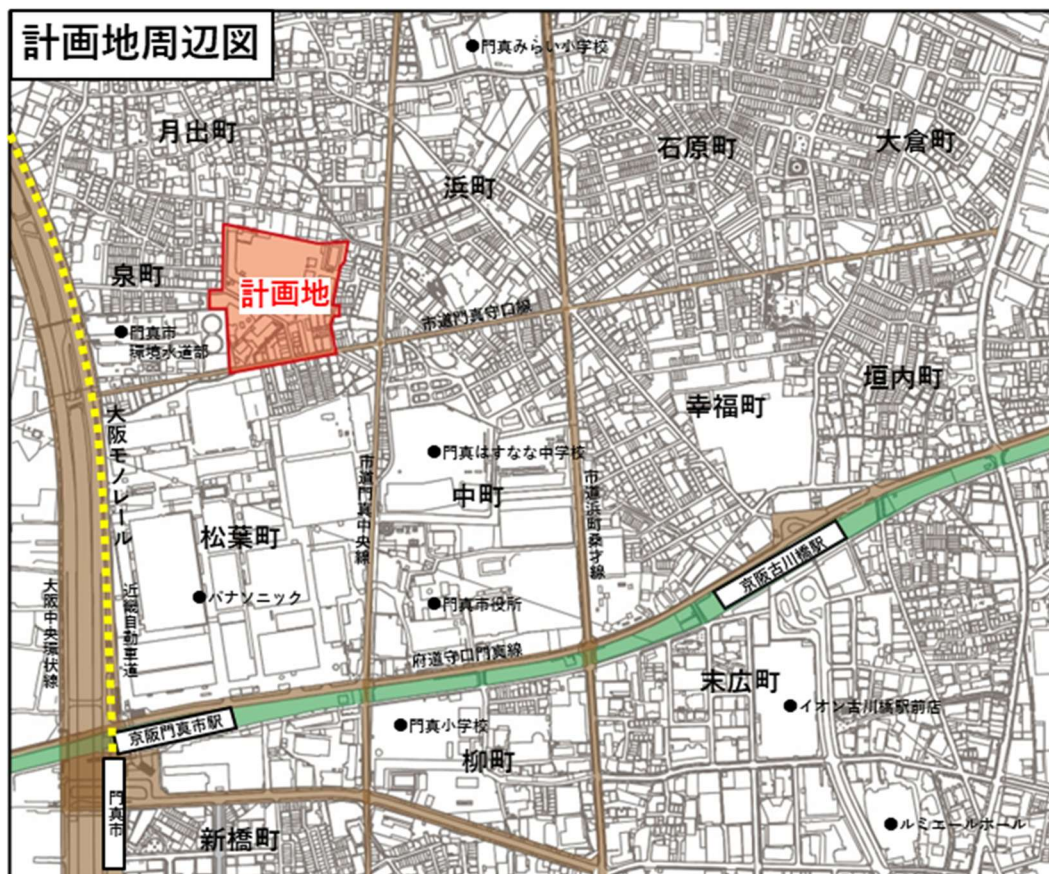 計画地周辺図
●門真みらい小学校
月出町
石原町
大倉町
浜町
泉町
計画地
市道門真守口線
●門真市
環境水道部
垣内町
幸福町
大阪モノレール
●門真はすなな中学校
市道門真中央線
中町
市道浜町桑才線
松葉町
京阪古川橋駅
大阪中央環状線
近畿自動車道
●パナソニック
●門真市役所
府道守口門真線
末広町
●イオン古川橋駅前店
京阪門真市駅
●門真小学校
柳町
門真市
新橋町
●ルミエールホール